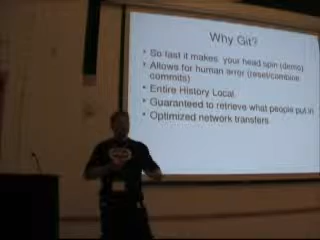 Why Git?
• So fast it makes your head spin (demo)
• Allows for human error (reset/combine
commits)
• Entire History Local.
• Guaranteed to retrieve what people put in
• Optimized network transfers.